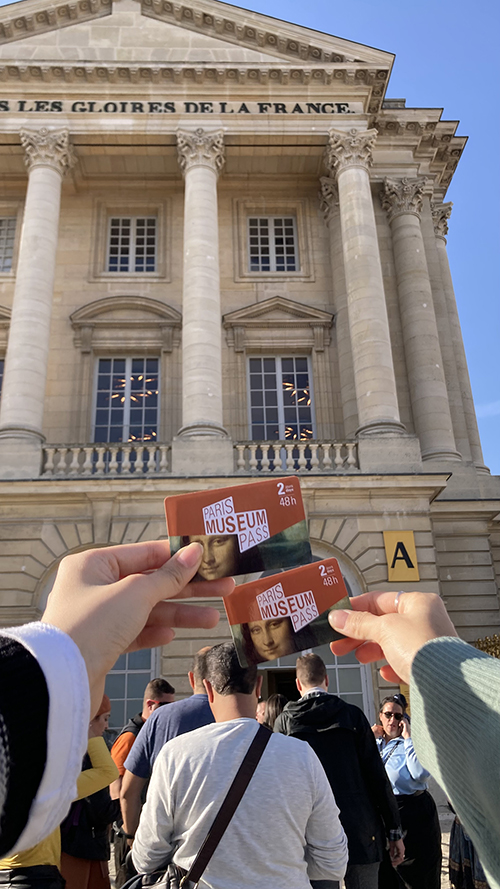 S LES GLOIRES DE LA FRANCE.
PARIS
MUSEUM
PASS
2
48h
PARIS
MUSEUM
PASS
2
48h
A